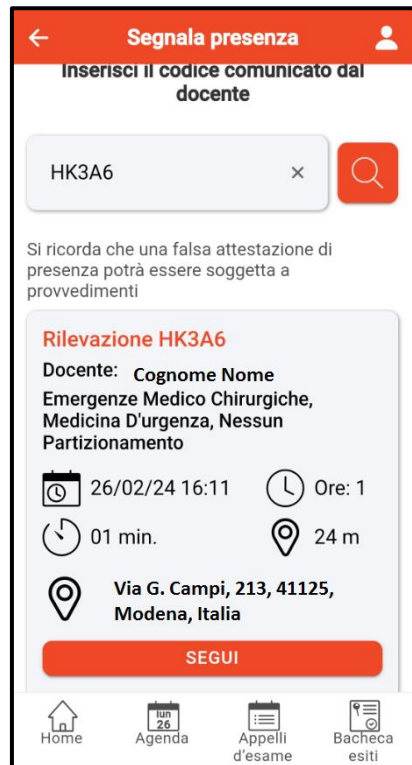 Segnala presenza
Inserisci il codice comunicato dal
docente
HK3A6 ×
Si ricorda che una falsa attestazione di
presenza potrà essere soggetta a
provvedimenti
Rilevazione HK3A6
Docente: Cognome Nome
Emergenze Medico Chirurgiche,
Medicina D'urgenza, Nessun
Partizionamento
26/02/24 16:11 Ore: 1
01 min. 24 m
Via G. Campi, 213, 41125,
Modena, Italia
SEGUI
lun
26
Home Agenda Appelli Bacheca
d'esame esiti